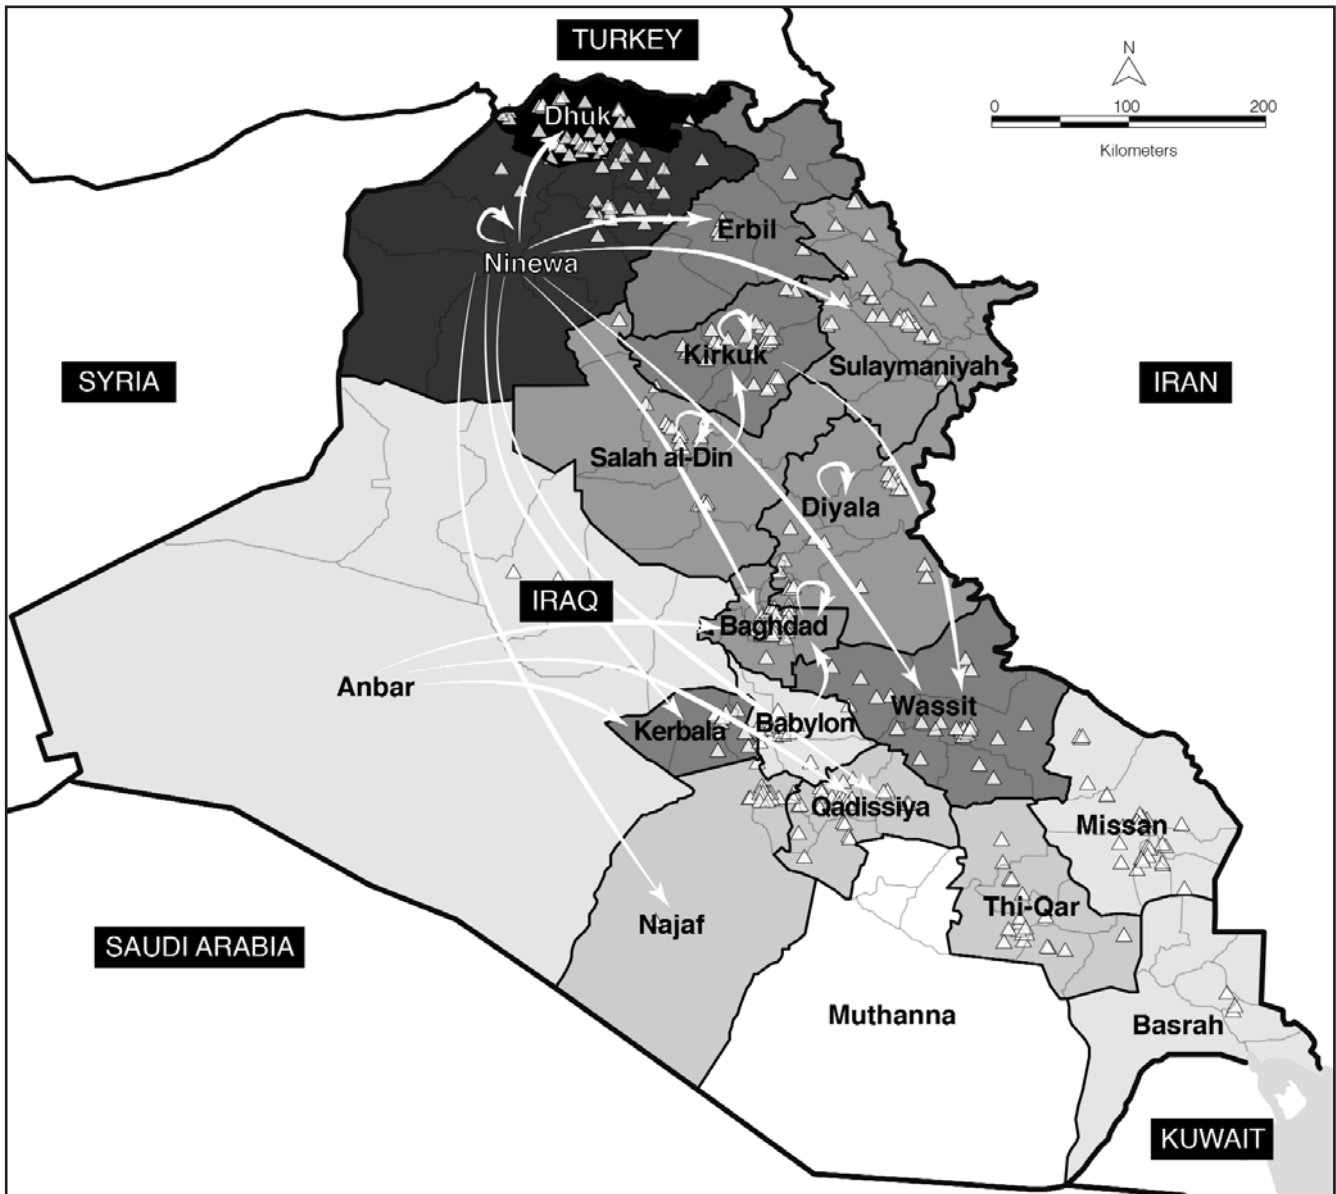 TURKEY
N
0 100 200
Kilometers
Dhuk
Erbil
Ninewa
SYRIA
Kirkuk
Sulaymaniyah
IRAN
Salah al-Din
Diyala
IRAQ
Baghdad
Anbar
Kerbala
Babylon
Wassit
Qadissiya
Missan
Najaf
Thi-Qar
SAUDI ARABIA
Muthanna
Basrah
KUWAIT